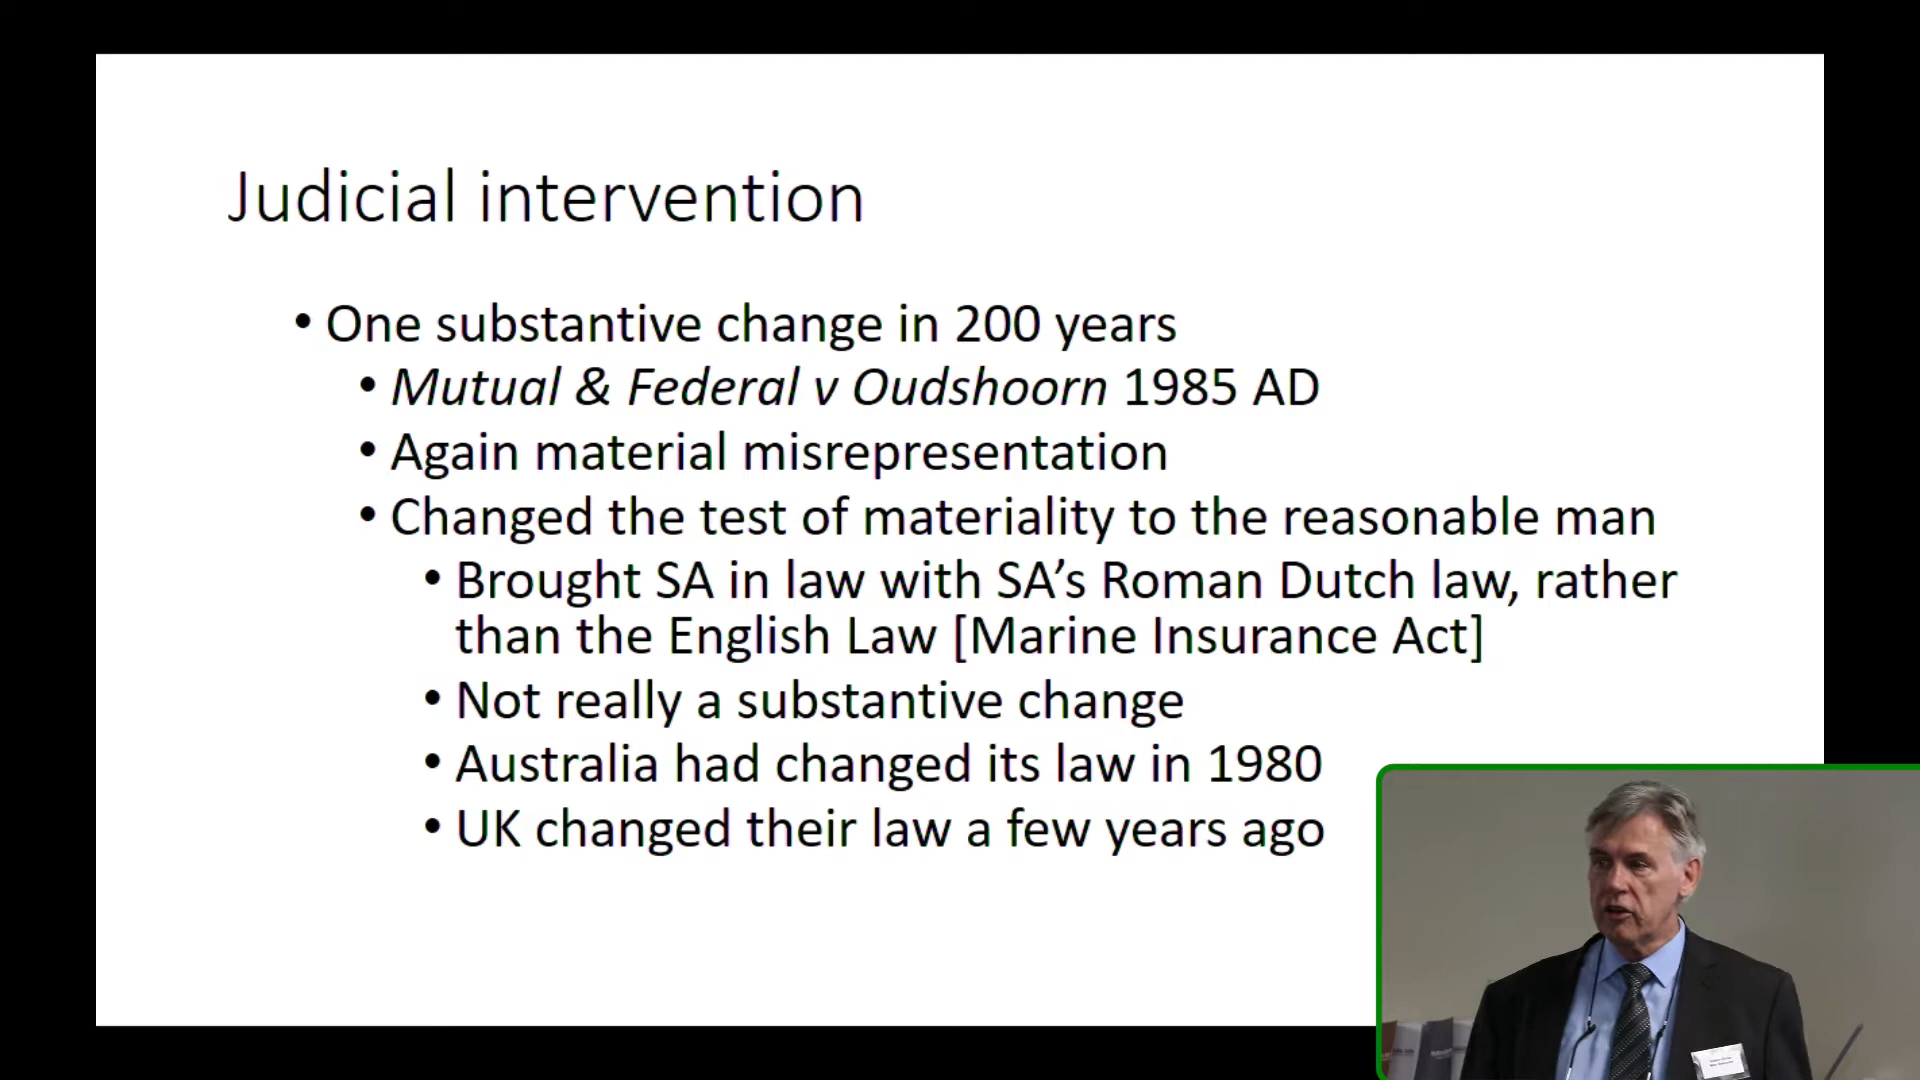 Judicial intervention
• One substantive change in 200 years
• Mutual & Federal v Oudshoorn 1985 AD
• Again material misrepresentation
• Changed the test of materiality to the reasonable man
• Brought SA in law with SA’s Roman Dutch law, rather
than the English Law [Marine Insurance Act]
• Not really a substantive change
• Australia had changed its law in 1980
• UK changed their law a few years ago